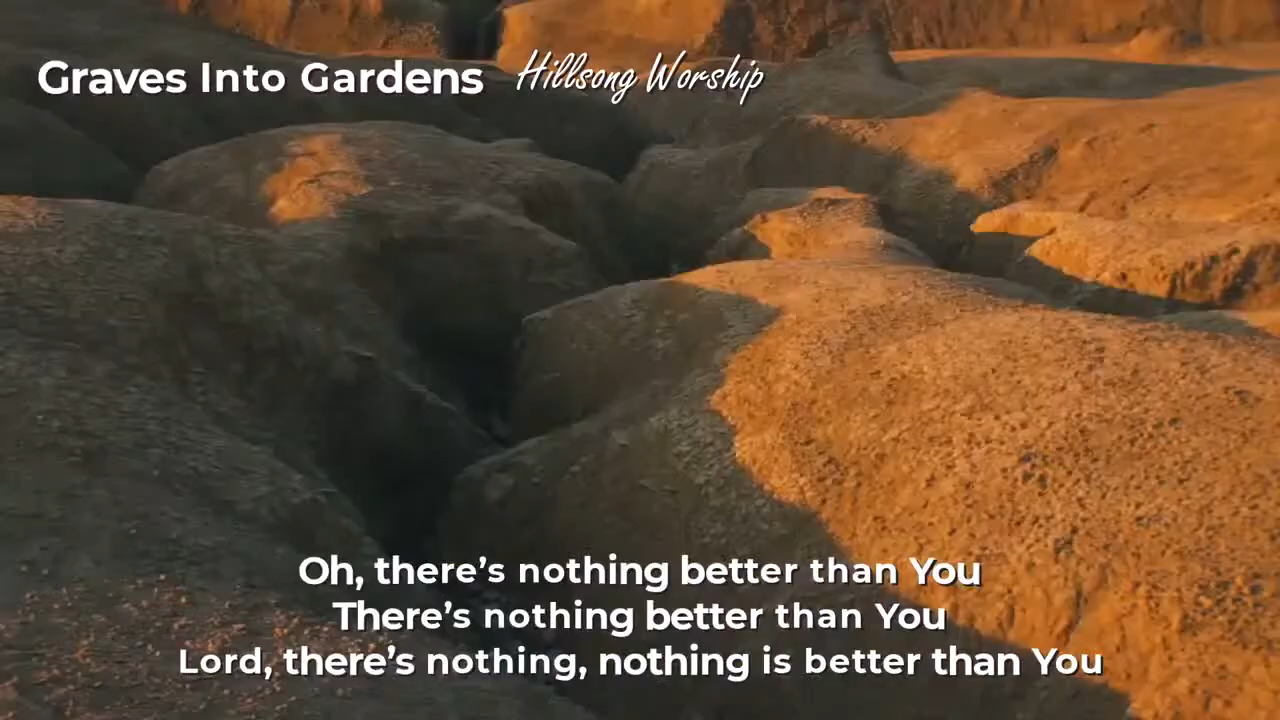 Graves Into Gardens Hillsong Worship
Oh, there’s nothing better than You
There’s nothing better than You
Lord, there’s nothing, nothing is better than You